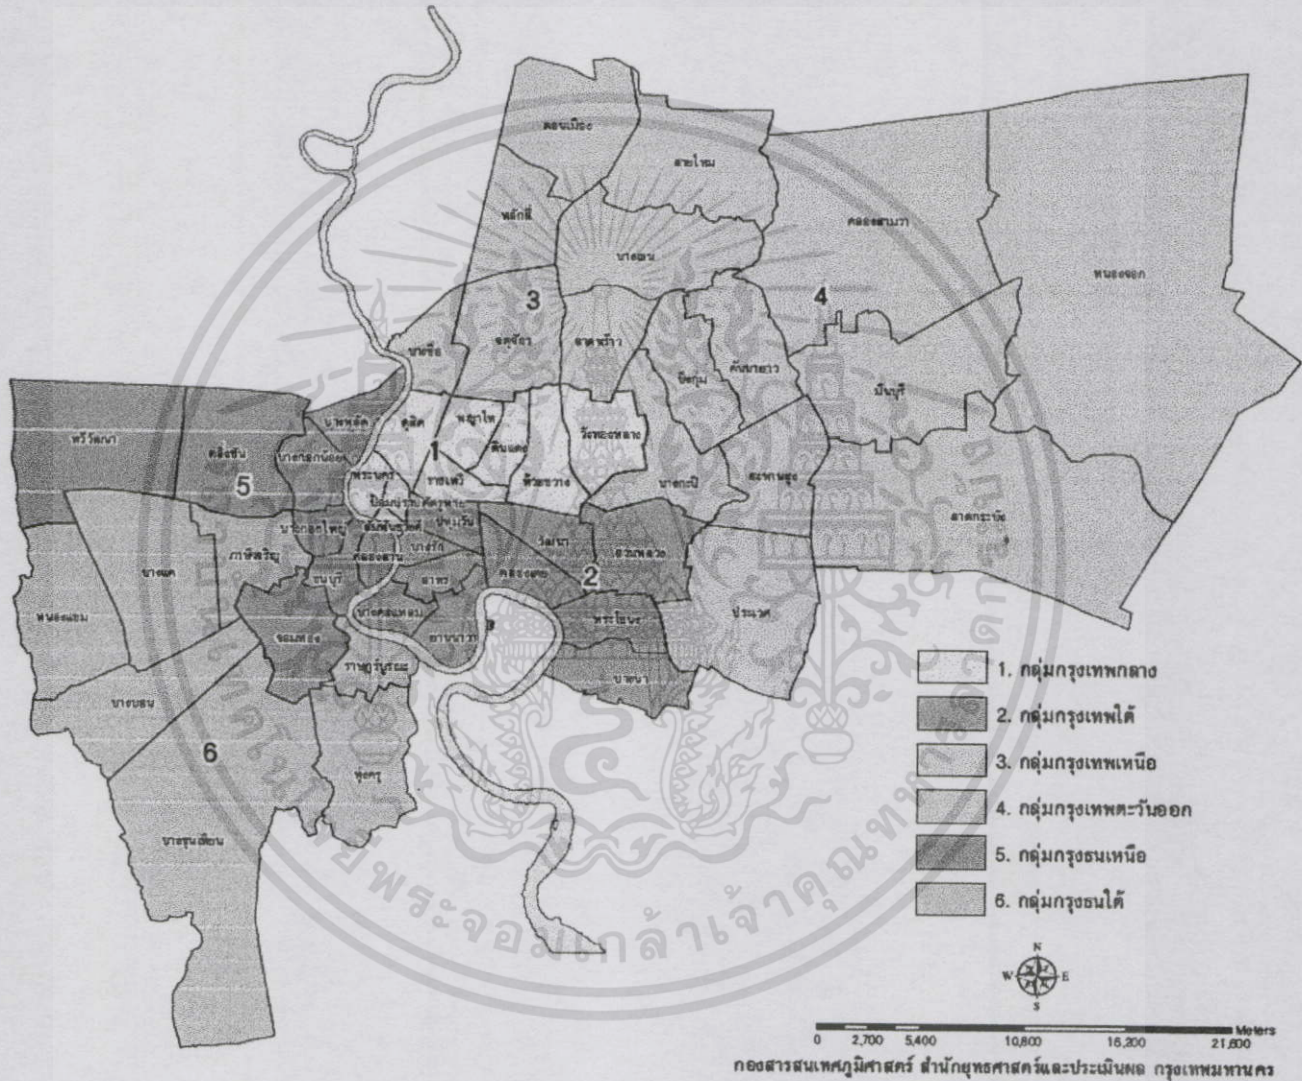 ดอนเมือง
สายไหม
หลักสี่
คลองสามวา
บางเขน
หนองจอก
3
4
บางซื่อ
จตุจักร
ลาดพร้าว
บึงกุ่ม
คันนายาว
มีนบุรี
ทวีวัฒนา
ตลิ่งชัน
บางพลัด
ดุสิต
พญาไท
ดินแดง
วังทองหลาง
บางกอกน้อย
1
5
พระนคร
ราชเทวี
ห้วยขวาง
บางกะปิ
สะพานสูง
ลาดกระบัง
ป้อมปราบศัตรูพ่าย
บางกอกใหญ่
สัมพันธวงศ์
ปทุมวัน
วัฒนา
สวนหลวง
บางแค
ภาษีเจริญ
คลองสาน
บางรัก
ธนบุรี
สาทร
คลองเตย
2
หนองแขม
บางคอแหลม
ยานนาวา
พระโขนง
ประเวศ
จอมทอง
ราษฎร์บูรณะ
บางนา
บางบอน
6
ทุ่งครุ
บางขุนเทียน
1. กลุ่มกรุงเทพกลาง
2. กลุ่มกรุงเทพใต้
3. กลุ่มกรุงเทพเหนือ
4. กลุ่มกรุงเทพตะวันออก
5. กลุ่มกรุงธนเหนือ
6. กลุ่มกรุงธนใต้
N
W E
S
0 2,700 5,400 10,800 16,200 21,600 Meters
กองสารสนเทศภูมิศาสตร์ สำนักยุทธศาสตร์และประเมินผล กรุงเทพมหานคร